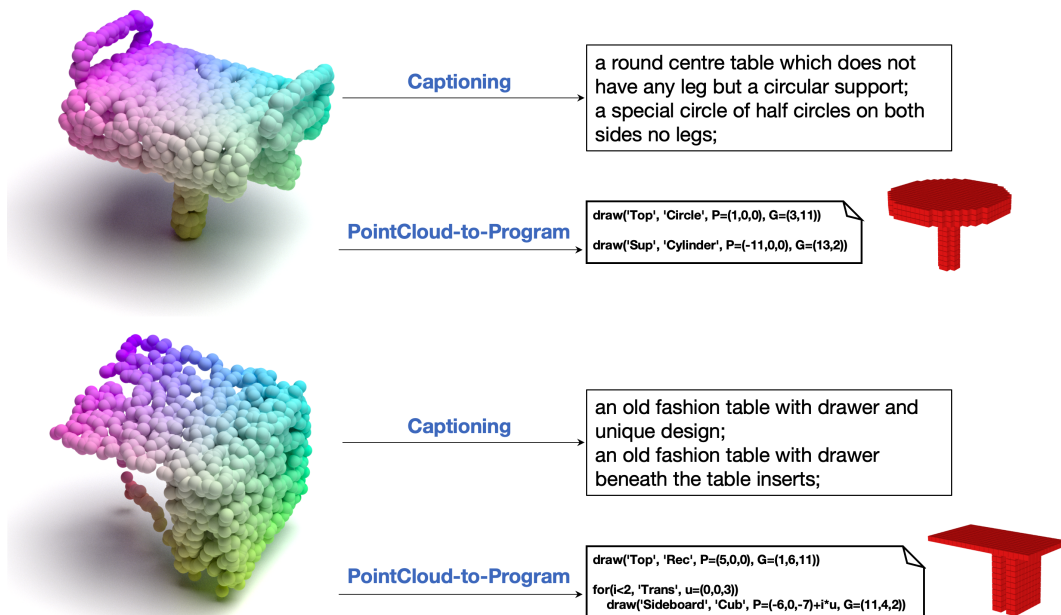 Captioning
a round centre table which does not
have any leg but a circular support;
a special circle of half circles on both
sides no legs;
PointCloud-to-Program
draw('Top', 'Circle', P=(1,0,0), G=(3,11))
draw('Sup', 'Cylinder', P=(-11,0,0), G=(13,2))
Captioning
an old fashion table with drawer and
unique design;
an old fashion table with drawer
beneath the table inserts;
PointCloud-to-Program
draw('Top', 'Rec', P=(5,0,0), G=(1,6,11))
for(i<2, 'Trans', u=(0,0,3))
draw('Sideboard', 'Cub', P=(-6,0,-7)+i*u, G=(11,4,2))